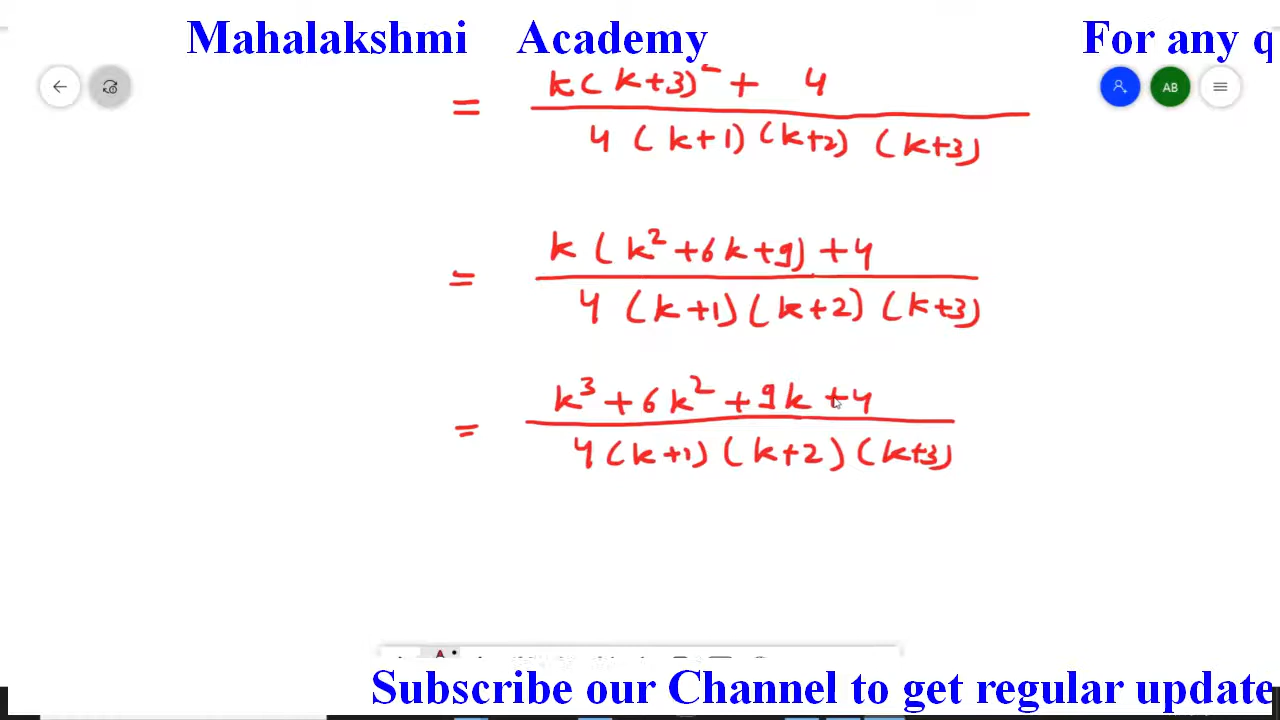 Mahalakshmi Academy For any q
AB
= k(k+3)² + 4
4(k+1)(k+2)(k+3)
= k(k²+6k+9)+4
4(k+1)(k+2)(k+3)
= k³+6k²+9k+4
4(k+1)(k+2)(k+3)
Subscribe our Channel to get regular update